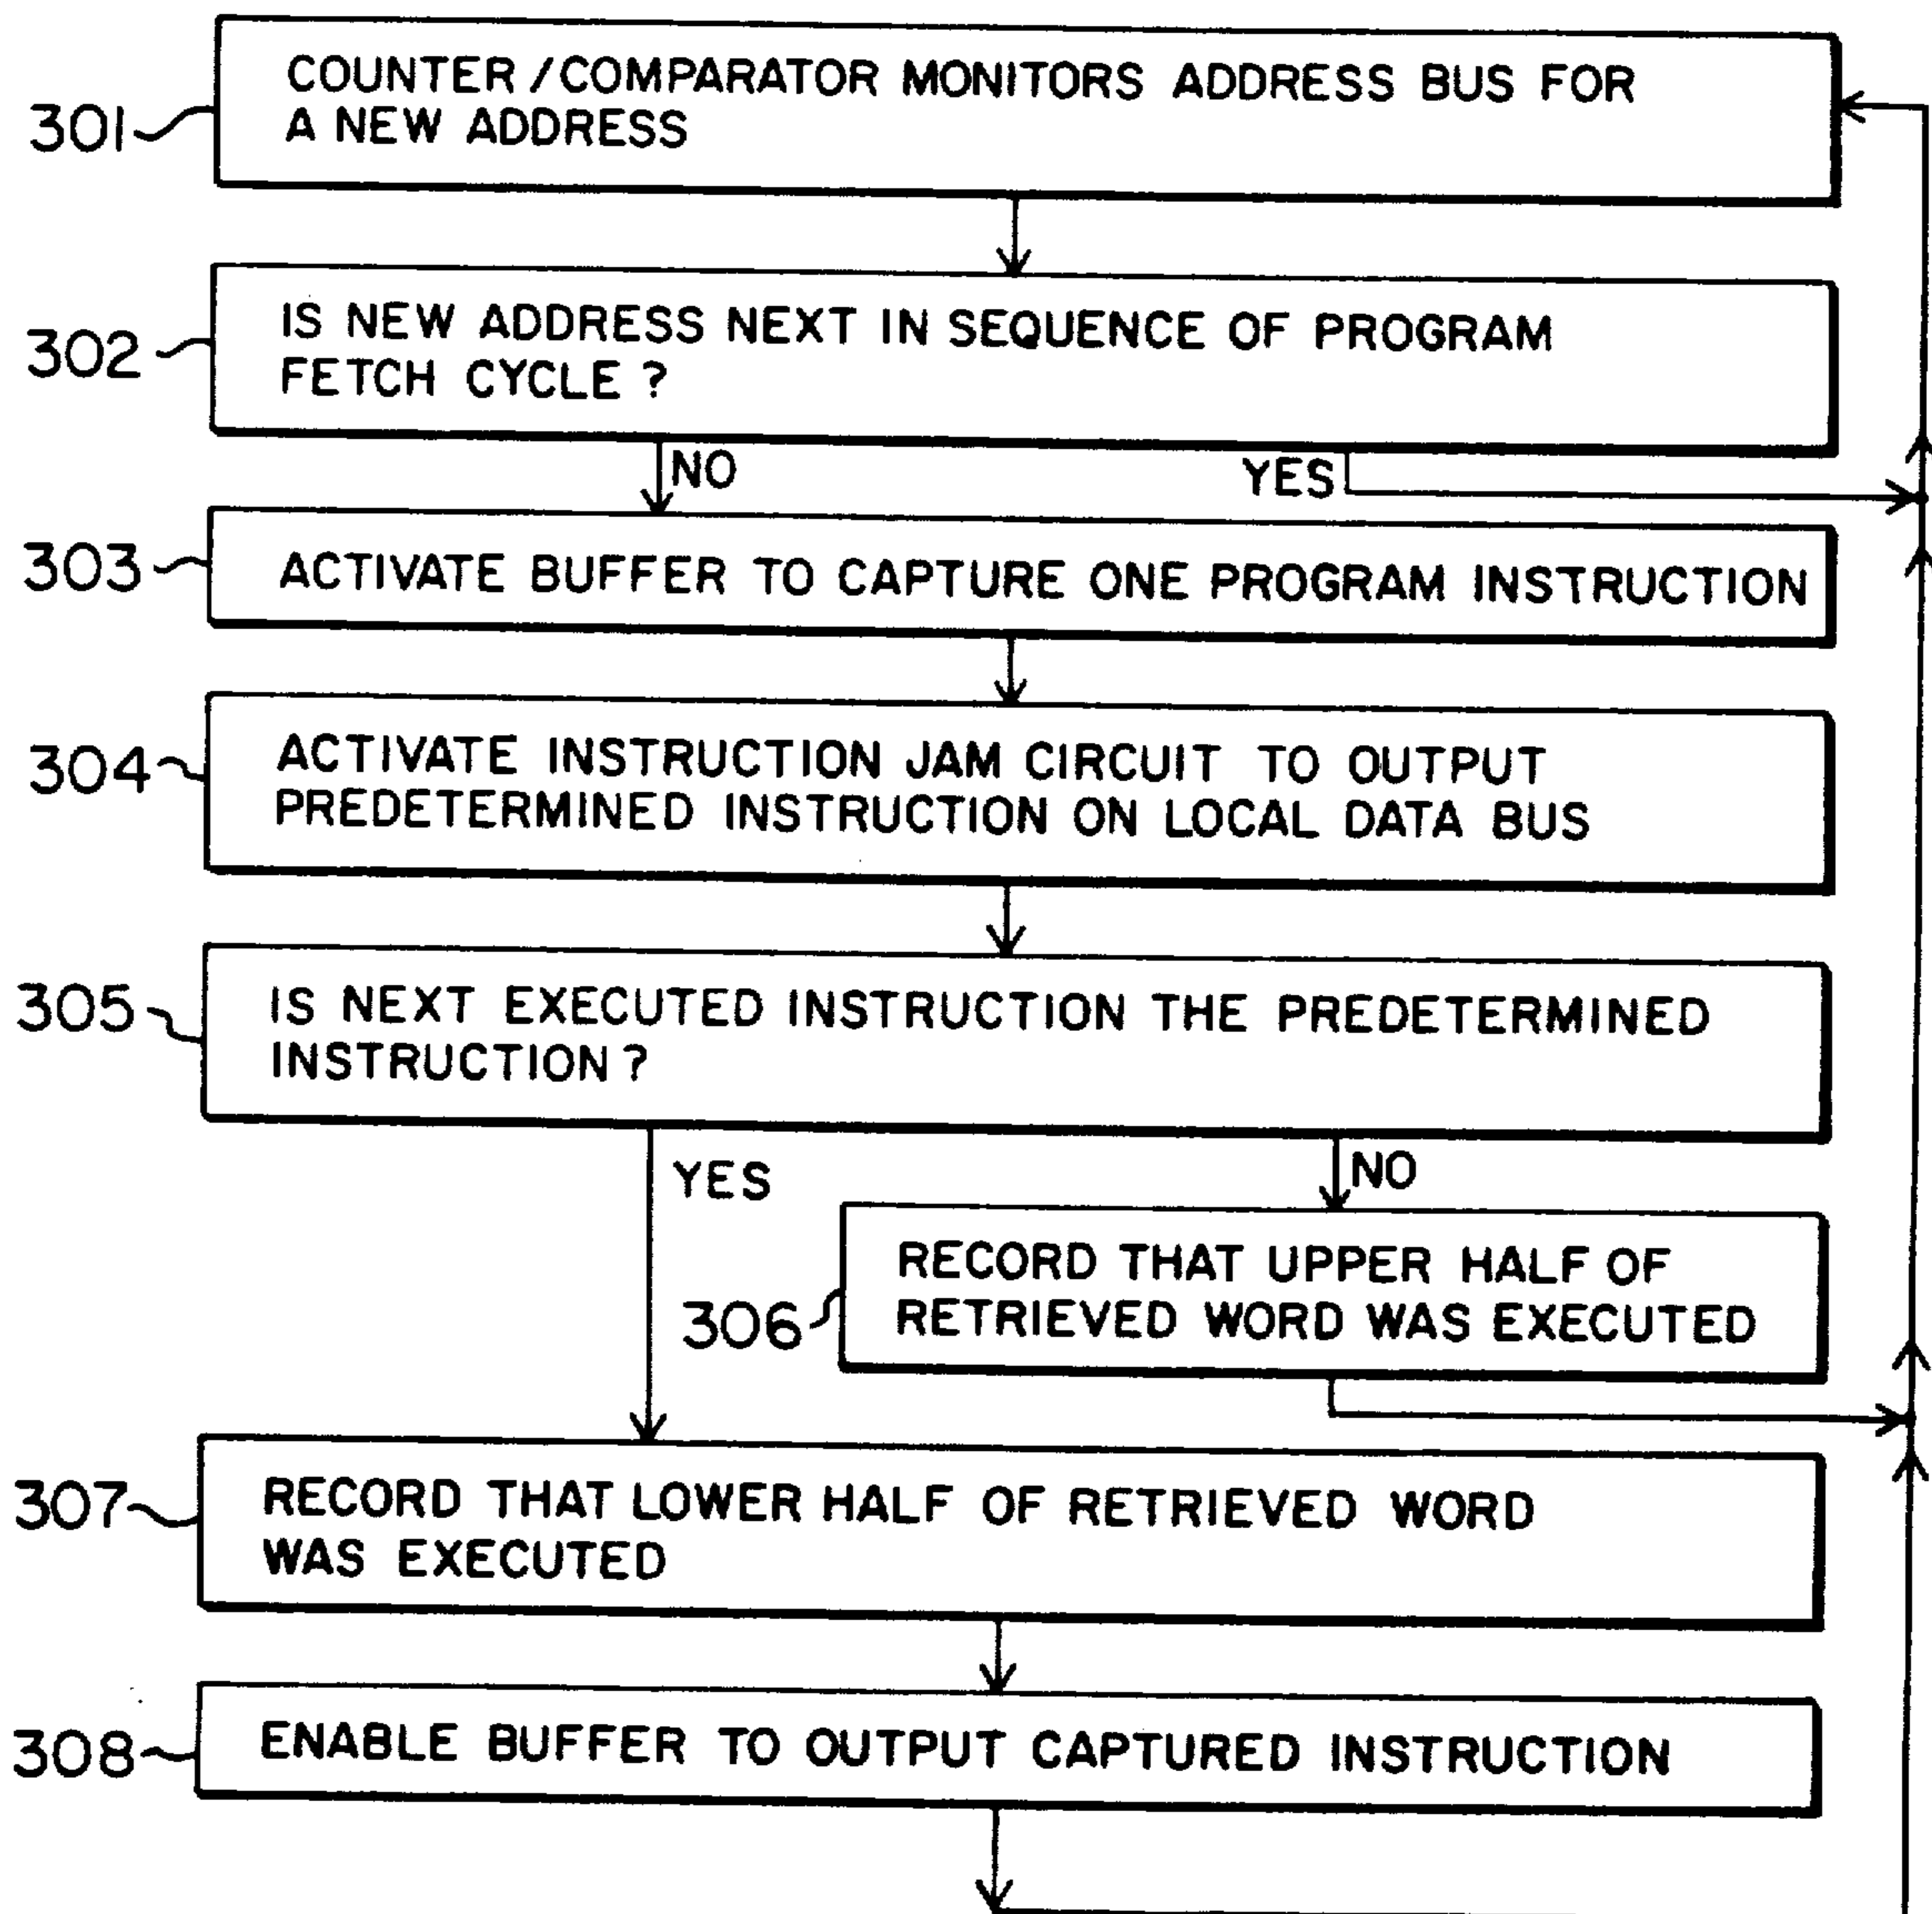 COUNTER/COMPARATOR MONITORS ADDRESS BUS FOR
A NEW ADDRESS
301
IS NEW ADDRESS NEXT IN SEQUENCE OF PROGRAM
FETCH CYCLE?
302
NO
YES
303
ACTIVATE BUFFER TO CAPTURE ONE PROGRAM INSTRUCTION
304
ACTIVATE INSTRUCTION JAM CIRCUIT TO OUTPUT
PREDETERMINED INSTRUCTION ON LOCAL DATA BUS
305
IS NEXT EXECUTED INSTRUCTION THE PREDETERMINED
INSTRUCTION?
YES
NO
RECORD THAT UPPER HALF OF
RETRIEVED WORD WAS EXECUTED
306
307
RECORD THAT LOWER HALF OF RETRIEVED WORD
WAS EXECUTED
308
ENABLE BUFFER TO OUTPUT CAPTURED INSTRUCTION